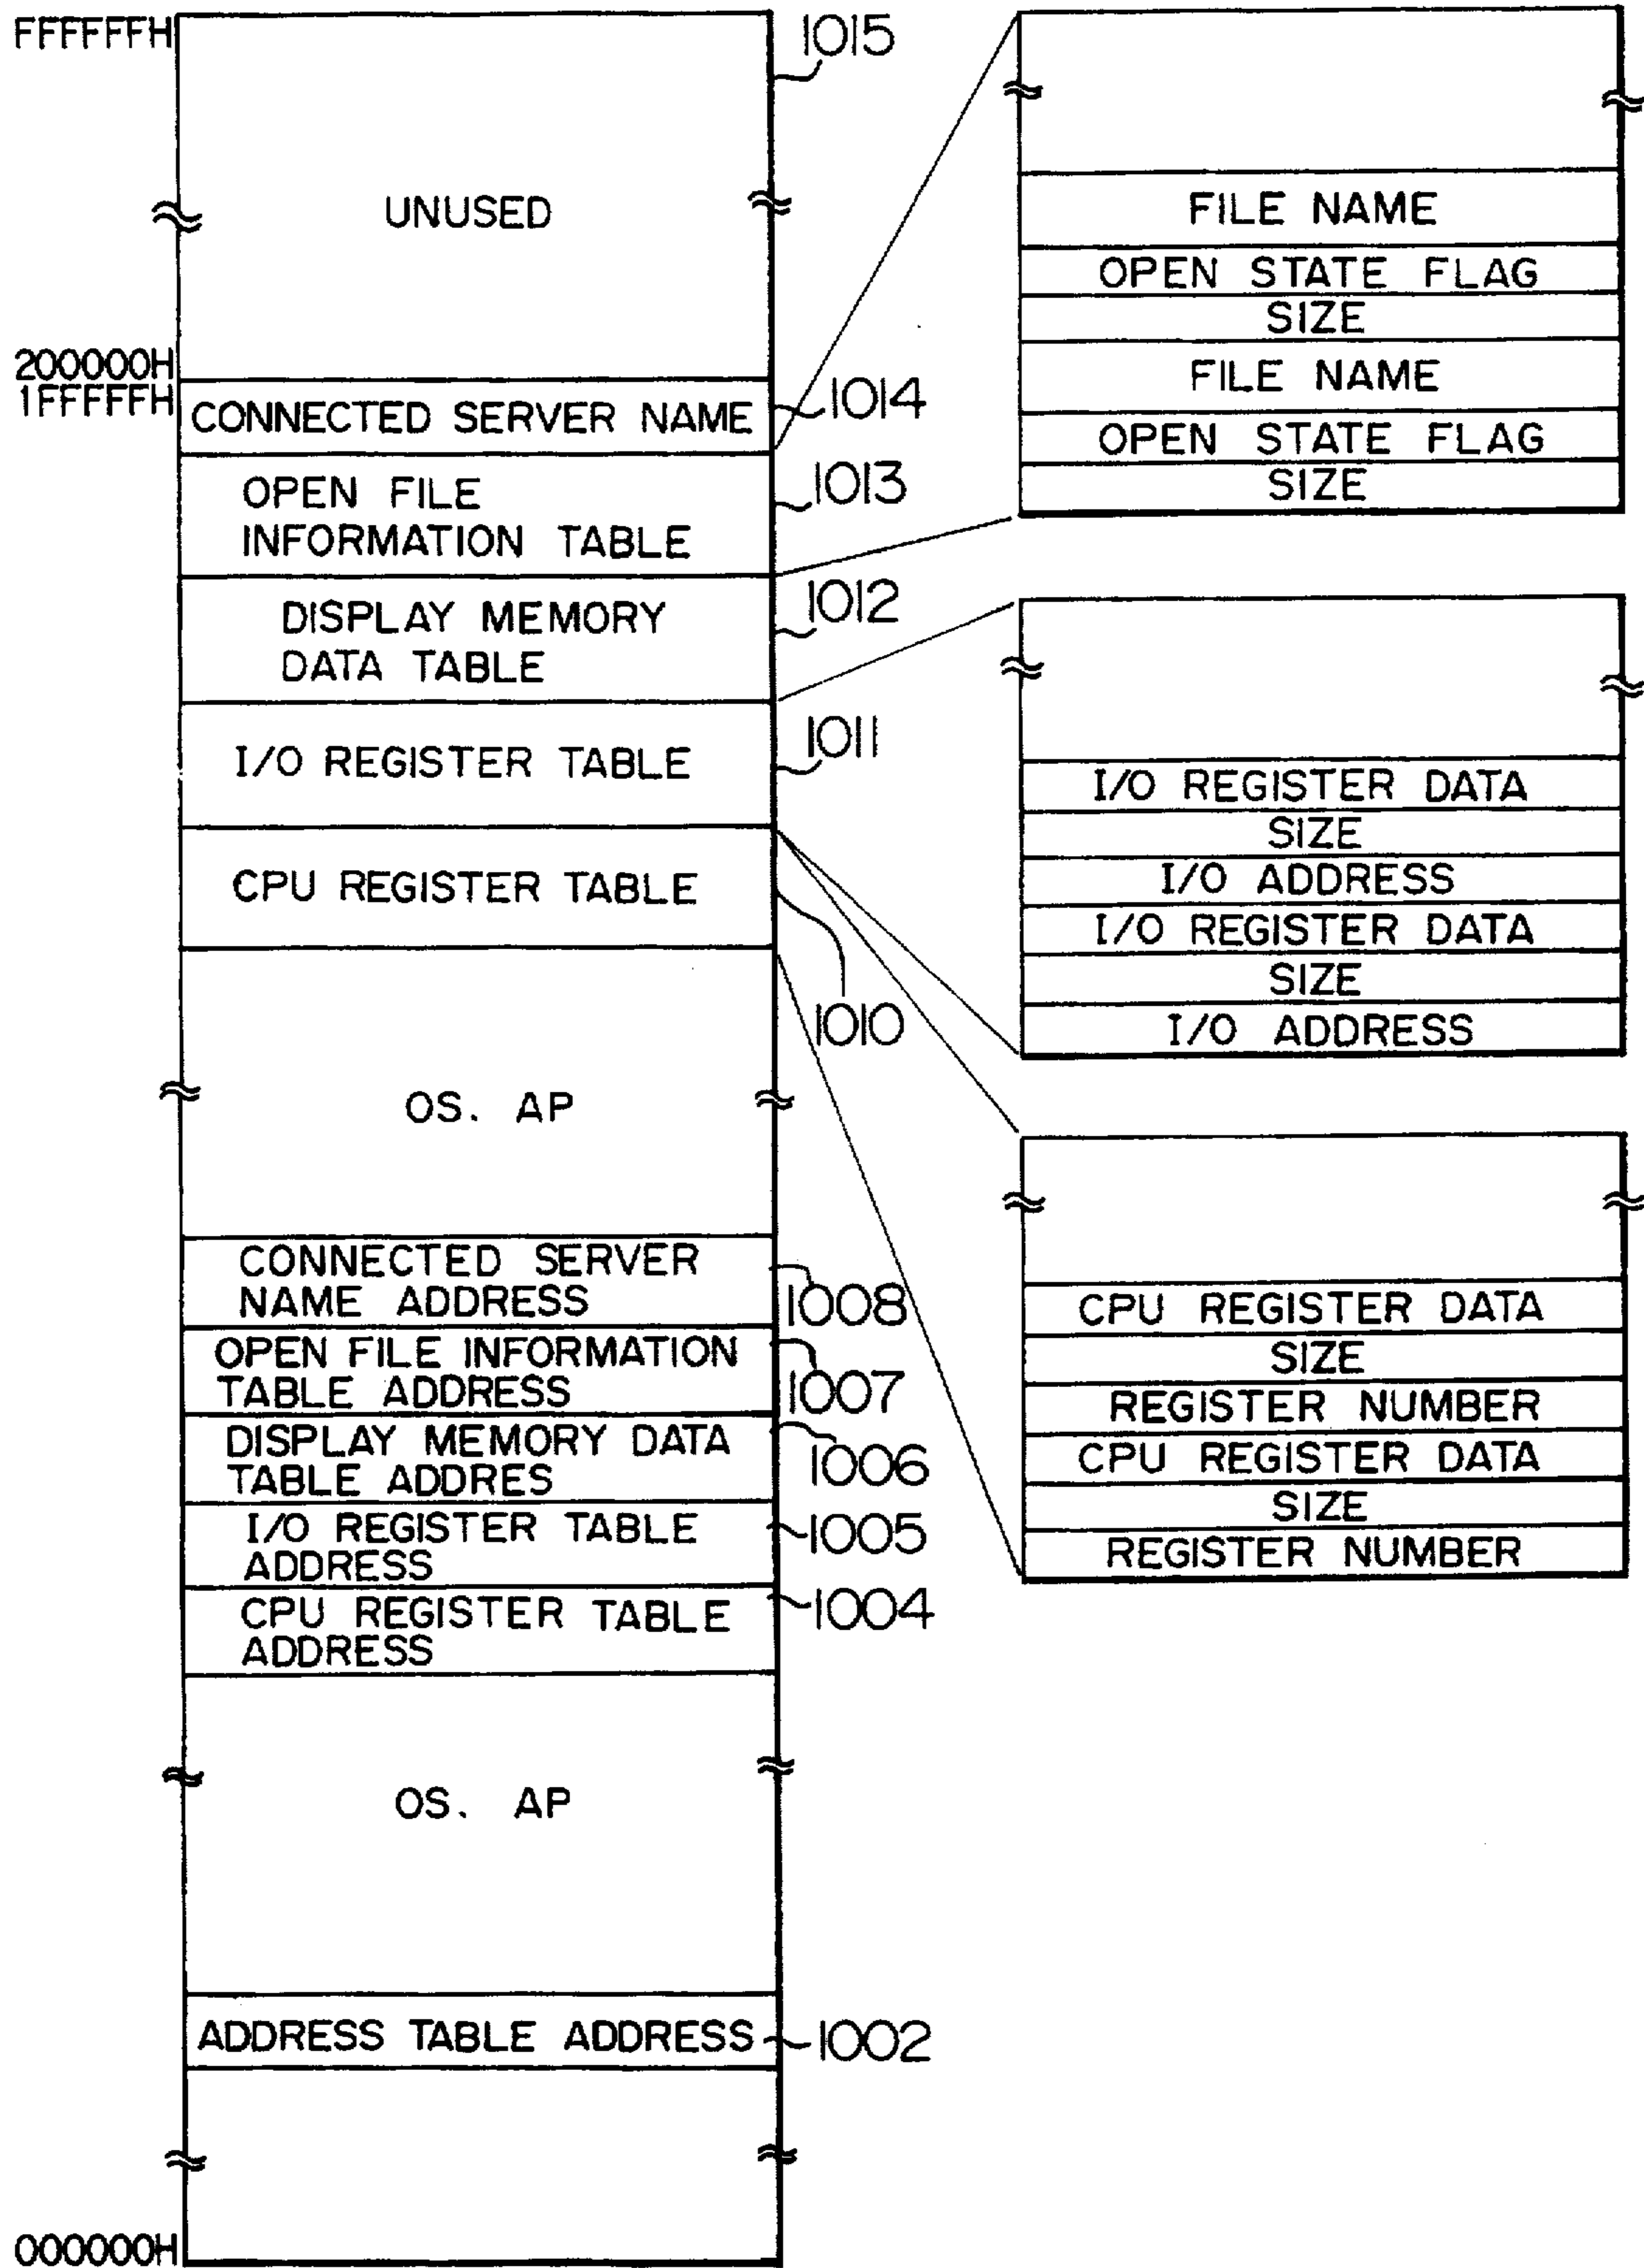 FFFFFFH
1015
UNUSED
200000H
1FFFFFH
CONNECTED SERVER NAME
1014
OPEN FILE
INFORMATION TABLE
1013
DISPLAY MEMORY
DATA TABLE
1012
I/O REGISTER TABLE
1011
CPU REGISTER TABLE
1010
OS. AP
CONNECTED SERVER
NAME ADDRESS
1008
OPEN FILE INFORMATION
TABLE ADDRESS
1007
DISPLAY MEMORY DATA
TABLE ADDRES
1006
I/O REGISTER TABLE
ADDRESS
1005
CPU REGISTER TABLE
ADDRESS
1004
OS. AP
ADDRESS TABLE ADDRESS
1002
000000H
FILE NAME
OPEN STATE FLAG
SIZE
FILE NAME
OPEN STATE FLAG
SIZE
I/O REGISTER DATA
SIZE
I/O ADDRESS
I/O REGISTER DATA
SIZE
I/O ADDRESS
CPU REGISTER DATA
SIZE
REGISTER NUMBER
CPU REGISTER DATA
SIZE
REGISTER NUMBER